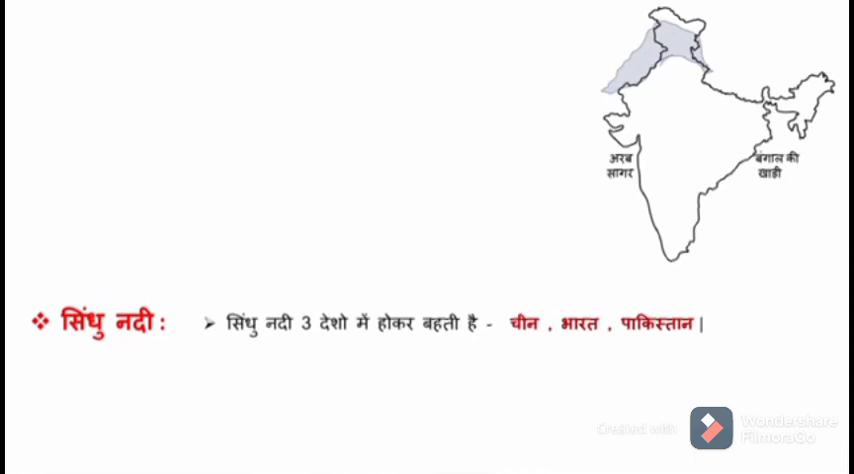 अरब
सागर
बंगाल की
खाडी
❖ सिंधु नदी : ➢ सिंधु नदी 3 देशो में होकर बहती है - चीन , भारत , पाकिस्तान |
Created with
Wondershare
FilmoraGo